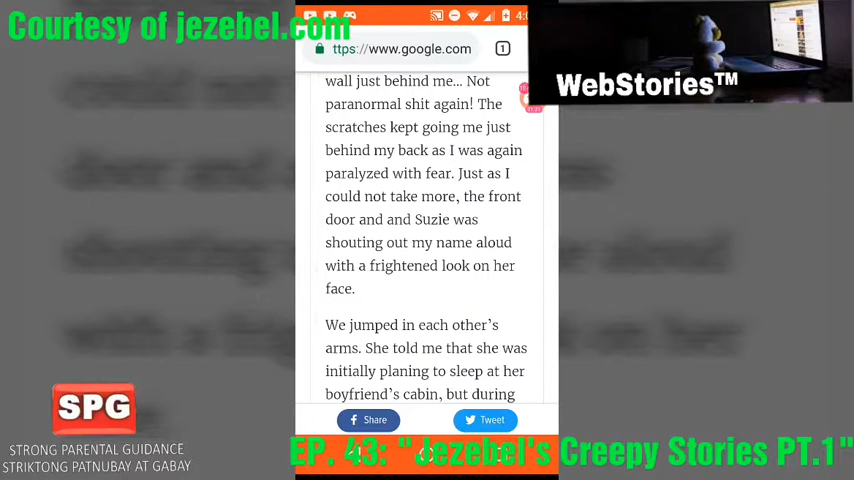 Courtesy of jezebel.com
4:0
ttps://www.google.com
1
WebStories™
wall just behind me... Not
paranormal shit again! The
scratches kept going me just
behind my back as I was again
paralyzed with fear. Just as I
could not take more, the front
door and and Suzie was
shouting out my name aloud
with a frightened look on her
face.
We jumped in each other's
arms. She told me that she was
initially planing to sleep at her
boyfriend's cabin, but during
Share
Tweet
SPG
STRONG PARENTAL GUIDANCE
STRIKTONG PATNUBAY AT GABAY
EP. 43: "Jezebel's Creepy Stories PT.1"